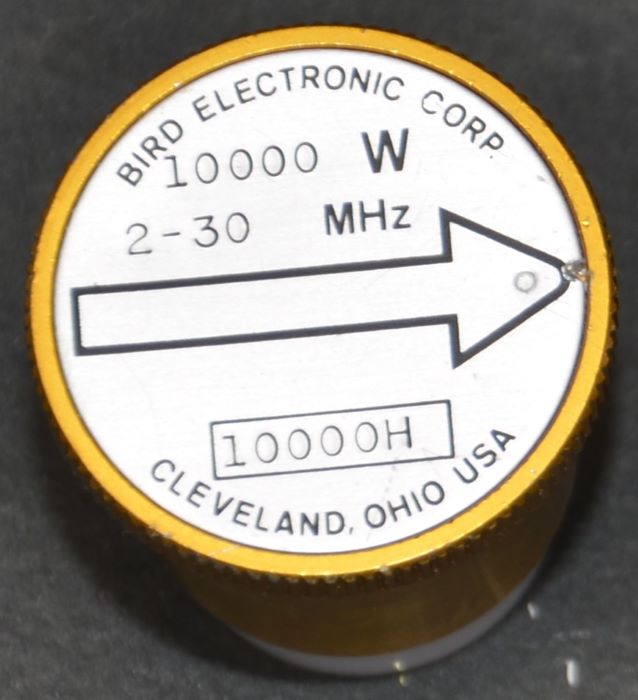 BIRD ELECTRONIC CORP.
10000 W
2-30 MHz
10000H
CLEVELAND, OHIO USA